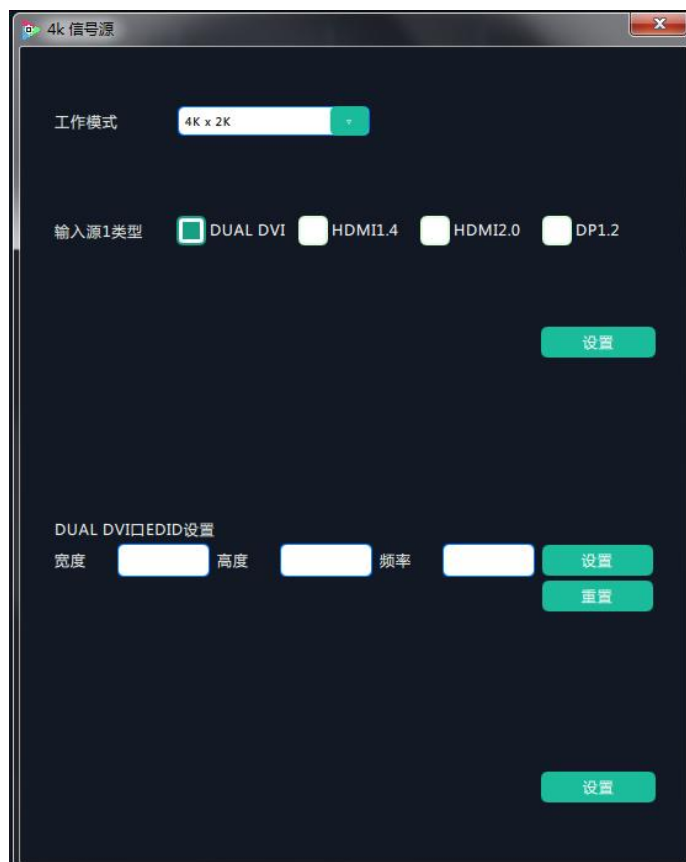 4k 信号源
工作模式 4K x 2K
输入源1类型 DUAL DVI HDMI1.4 HDMI2.0 DP1.2
设置
DUAL DVI口EDID设置
宽度 高度 频率 设置
重置
设置